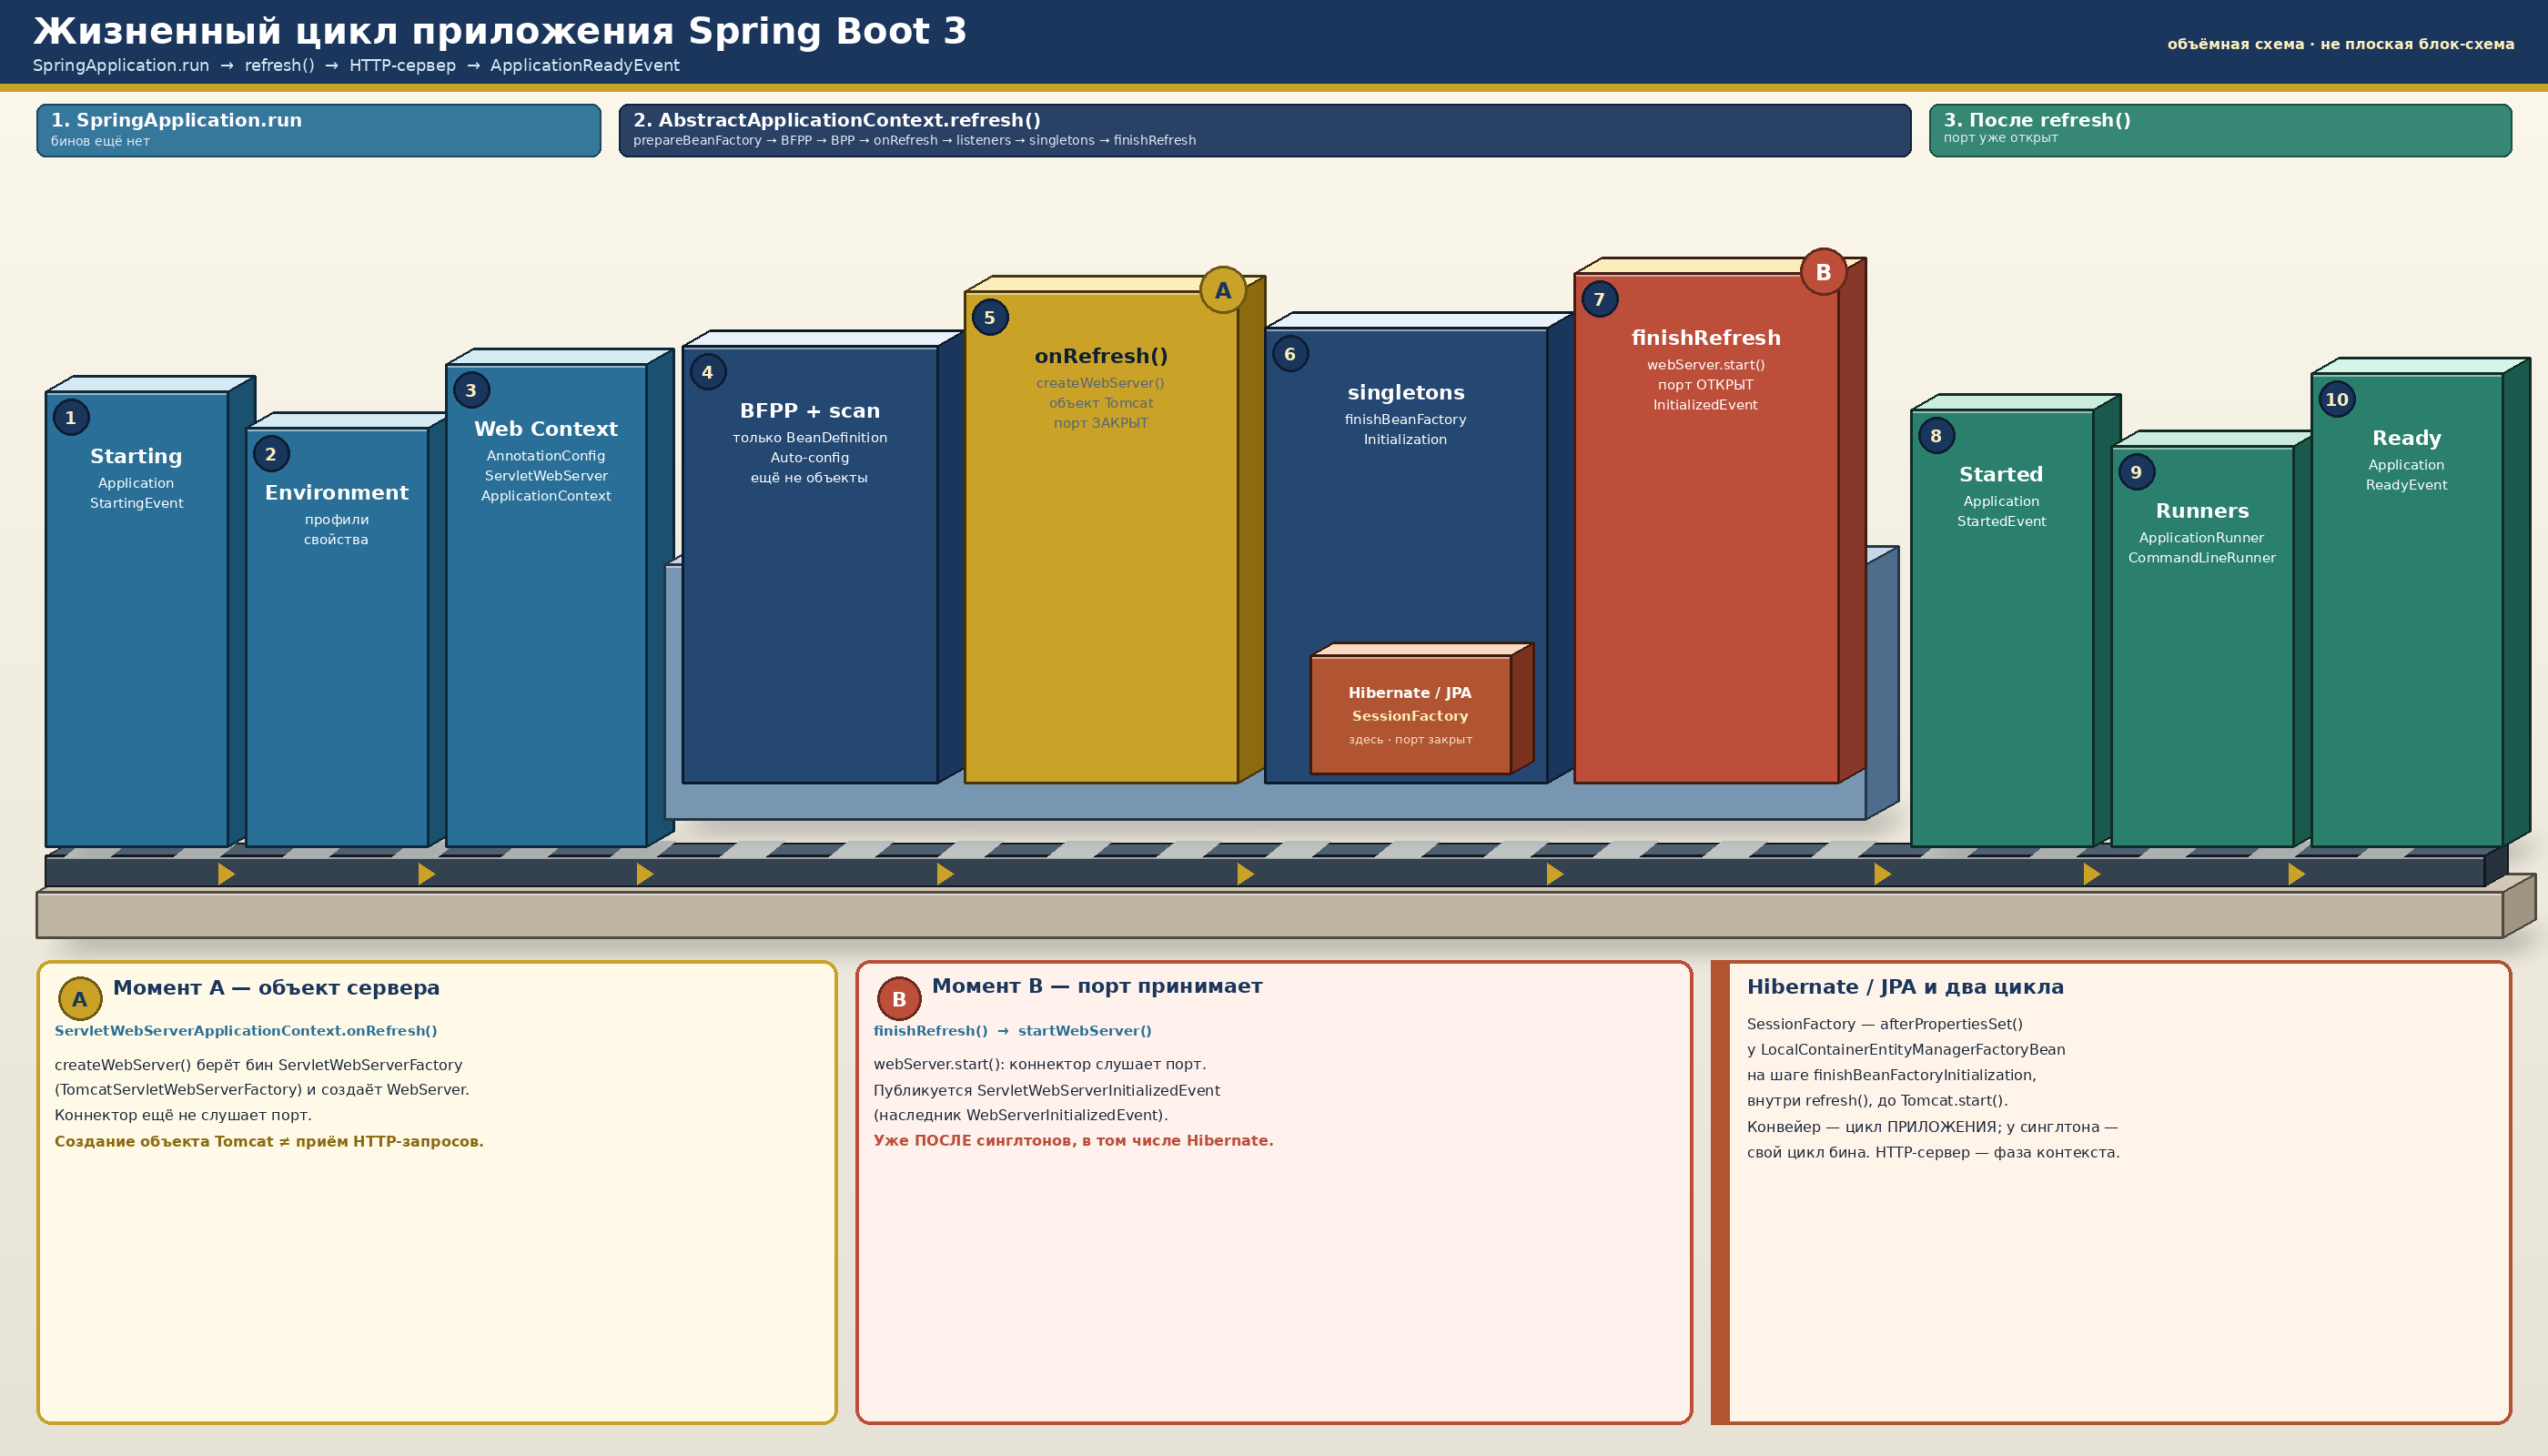 Жизненный цикл приложения Spring Boot 3
SpringApplication.run → refresh() → HTTP-сервер → ApplicationReadyEvent
объёмная схема · не плоская блок-схема
1. SpringApplication.run
бинов ещё нет
2. AbstractApplicationContext.refresh()
prepareBeanFactory → BFPP → BPP → onRefresh → listeners → singletons → finishRefresh
3. После refresh()
порт уже открыт
1
Starting
Application
StartingEvent
2
Environment
профили
свойства
3
Web Context
AnnotationConfig
ServletWebServer
ApplicationContext
4
BFPP + scan
только BeanDefinition
Auto-config
ещё не объекты
A
5
onRefresh()
createWebServer()
объект Tomcat
порт ЗАКРЫТ
6
singletons
finishBeanFactory
Initialization
Hibernate / JPA
SessionFactory
здесь · порт закрыт
B
7
finishRefresh
webServer.start()
порт ОТКРЫТ
InitializedEvent
8
Started
Application
StartedEvent
9
Runners
ApplicationRunner
CommandLineRunner
10
Ready
Application
ReadyEvent
A
Момент A — объект сервера
ServletWebServerApplicationContext.onRefresh()
createWebServer() берёт бин ServletWebServerFactory
(TomcatServletWebServerFactory) и создаёт WebServer.
Коннектор ещё не слушает порт.
Создание объекта Tomcat ≠ приём HTTP-запросов.
B
Момент B — порт принимает
finishRefresh() → startWebServer()
webServer.start(): коннектор слушает порт.
Публикуется ServletWebServerInitializedEvent
(наследник WebServerInitializedEvent).
Уже ПОСЛЕ синглтонов, в том числе Hibernate.
Hibernate / JPA и два цикла
SessionFactory — afterPropertiesSet()
у LocalContainerEntityManagerFactoryBean
на шаге finishBeanFactoryInitialization,
внутри refresh(), до Tomcat.start().
Конвейер — цикл ПРИЛОЖЕНИЯ; у синглтона —
свой цикл бина. HTTP-сервер — фаза контекста.